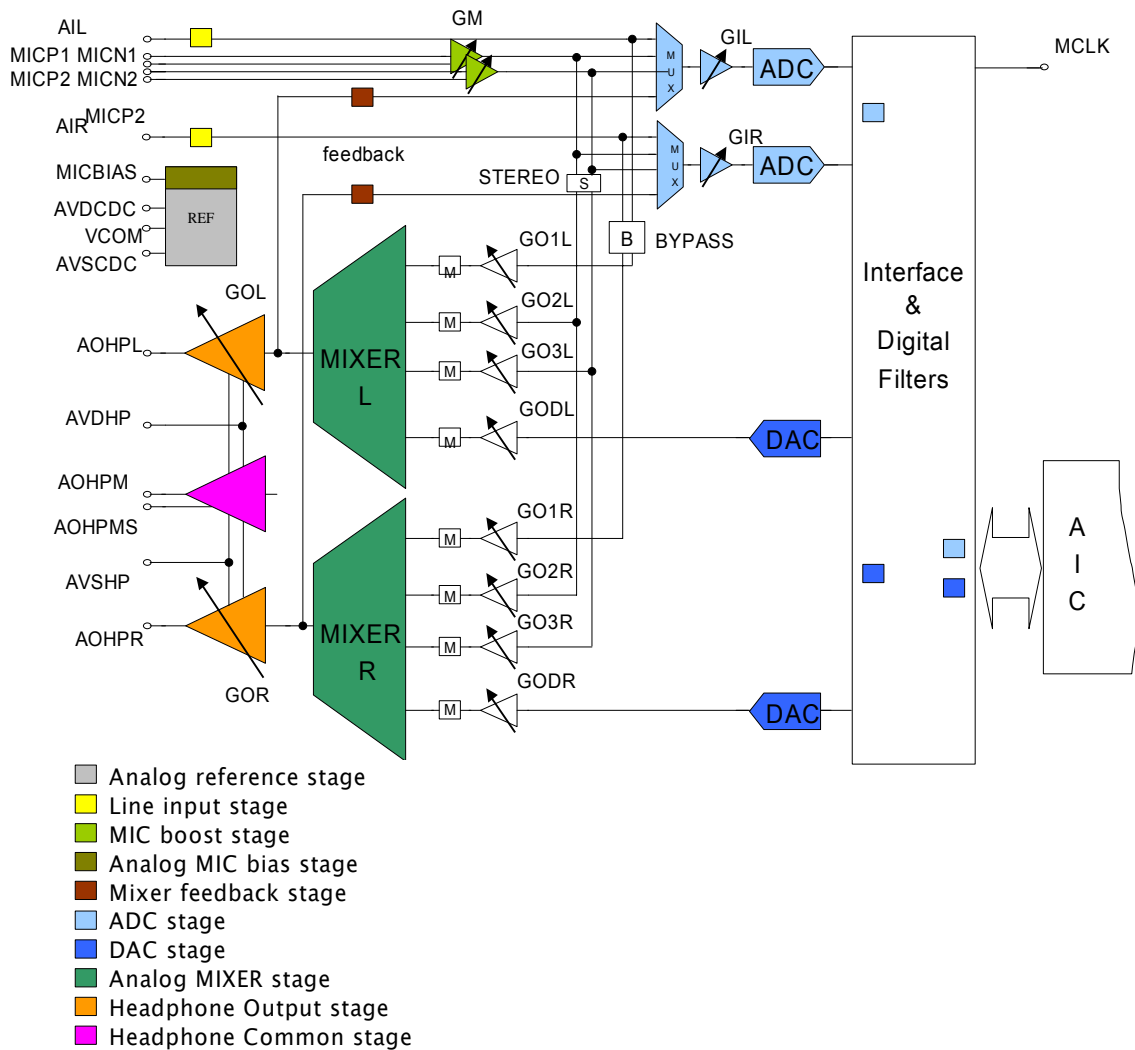 AIL
GM
MICP1 MICN1
GIL
MCLK
M
U
X
ADC
MICP2 MICN2
MICP2
AIR
feedback
GIR
M
U
X
ADC
MICBIAS
STEREO
S
REF
AVDCDC
VCOM
AVSCDC
B
BYPASS
GO1L
M
GOL
GO2L
M
AOHPL
MIXER
L
GO3L
M
GODL
M
DAC
AVDHP
AOHPM
AOHPMS
AVSHP
AOHPR
GOR
GO1R
M
GO2R
M
MIXER
R
GO3R
M
GODR
M
DAC
Interface
&
Digital
Filters
A
I
C
Analog reference stage
Line input stage
MIC boost stage
Analog MIC bias stage
Mixer feedback stage
ADC stage
DAC stage
Analog MIXER stage
Headphone Output stage
Headphone Common stage